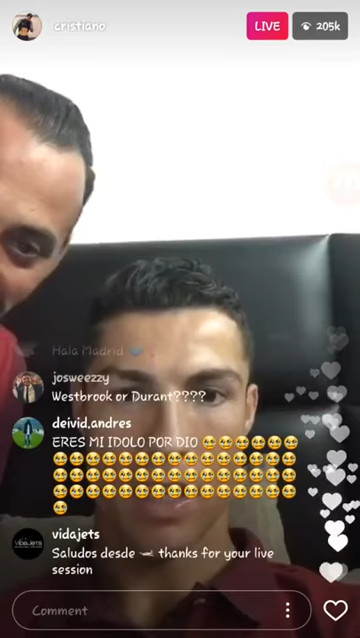 cristiano
LIVE
205k
Hala Madrid
josweezzy
Westbrook or Durant????
deivid,andres
ERES MI IDOLO POR DIO 😢😢😢😢😢😢
😢😢😢😢😢😢😢😢😢😢😢😢😢😢😢
😢😢😢😢😢😢😢😢😢😢😢😢😢😢😢
😢😢😢😢😢😢😢😢😢😢😢😢😢😢😢
😢
vidajets
Saludos desde 🛩 thanks for your live
session
Comment